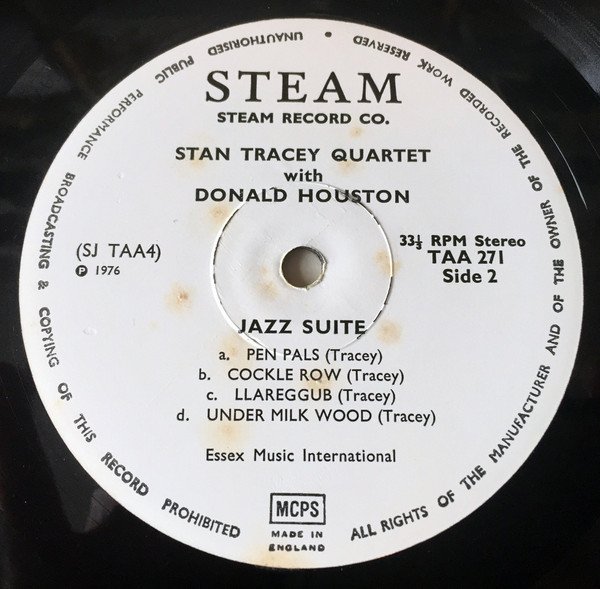 UNAUTHORISED PUBLIC PERFORMANCE BROADCASTING & COPYING OF THIS RECORD PROHIBITED
ALL RIGHTS OF THE MANUFACTURER AND OF THE OWNER OF THE RECORDED WORK RESERVED •
STEAM
STEAM RECORD CO.
STAN TRACEY QUARTET
with
DONALD HOUSTON
(SJ TAA4)
Ⓟ 1976
33⅓ RPM Stereo
TAA 271
Side 2
JAZZ SUITE
a. PEN PALS (Tracey)
b. COCKLE ROW (Tracey)
c. LLAREGGUB (Tracey)
d. UNDER MILK WOOD (Tracey)
Essex Music International
MCPS
MADE IN
ENGLAND